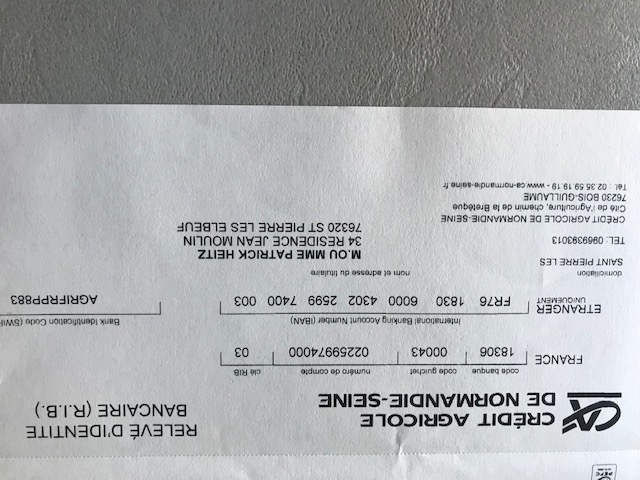 PEFC
CRÉDIT AGRICOLE
DE NORMANDIE-SEINE
RELEVÉ D'IDENTITE
BANCAIRE (R.I.B.)
code banque code guichet numéro de compte clé RIB
FRANCE 18306 00043 02259974000 03
International Banking Account Number (IBAN) Bank Identification Code (SWIF
ETRANGER
UNIQUEMENT
FR76 1830 6000 4302 2599 7400 003 AGRIFRPP883
domiciliation nom et adresse du titulaire
SAINT PIERRE LES
TEL: 0969393013
M.OU MME PATRICK HEITZ
34 RESIDENCE JEAN MOULIN
76320 ST PIERRE LES ELBEUF
CRÉDIT AGRICOLE DE NORMANDIE-SEINE
Cité de l'Agriculture, chemin de la Bretèque
76230 BOIS-GUILLAUME
Tél. : 02 35 59 19 19 - www.ca-normandie-seine.fr